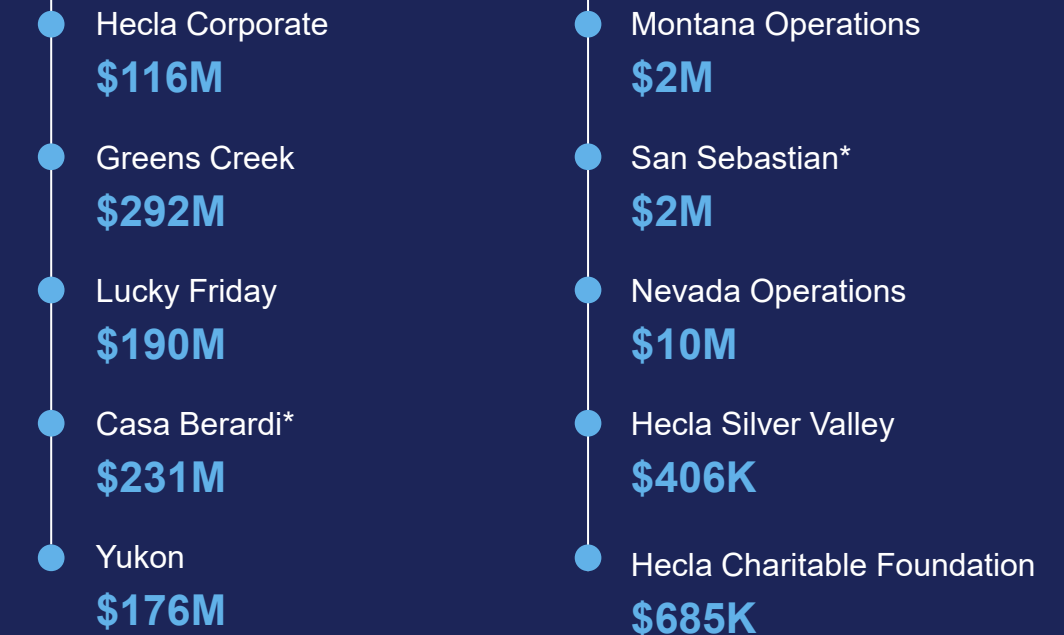 Hecla Corporate
$116M
Greens Creek
$292M
Lucky Friday
$190M
Casa Berardi*
$231M
Yukon
$176M
Montana Operations
$2M
San Sebastian*
$2M
Nevada Operations
$10M
Hecla Silver Valley
$406K
Hecla Charitable Foundation
$685K